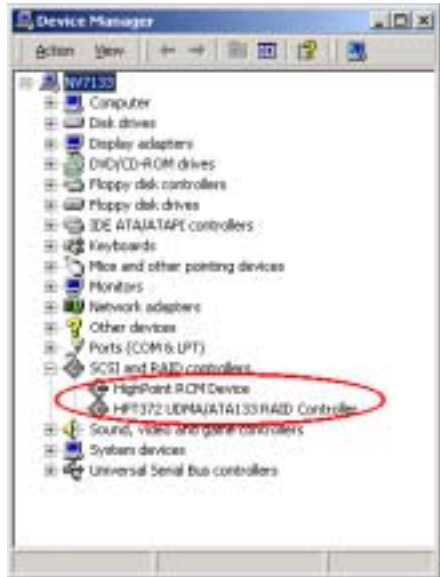 Device Manager
Action View
NV7133
Computer
Disk drives
Display adapters
DVD/CD-ROM drives
Floppy disk controllers
Floppy disk drives
IDE ATA/ATAPI controllers
Keyboards
Mice and other pointing devices
Monitors
Network adapters
Other devices
Ports (COM & LPT)
SCSI and RAID controllers
HighPoint RCM Device
HPT372 UDMA/ATA133 RAID Controller
Sound, video and game controllers
System devices
Universal Serial Bus controllers